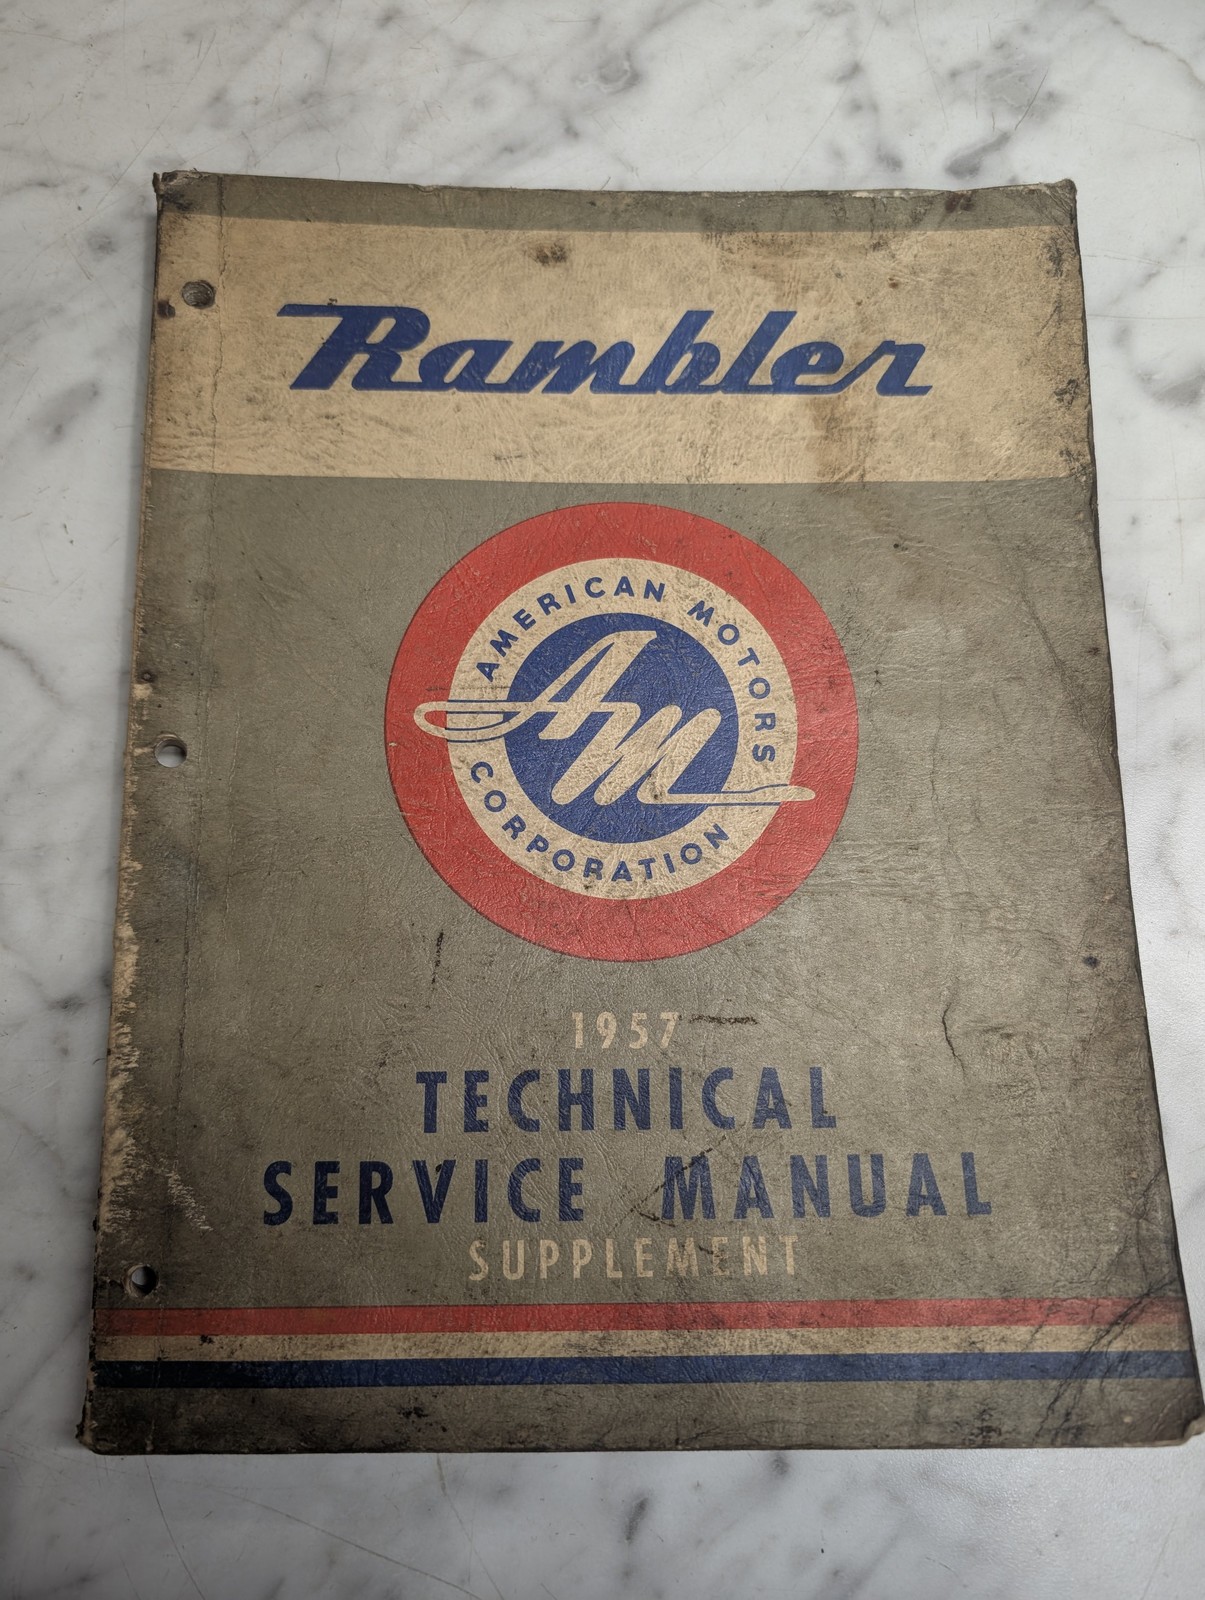 Rambler
AMERICAN MOTORS
CORPORATION
AM
1957
TECHNICAL
SERVICE MANUAL
SUPPLEMENT